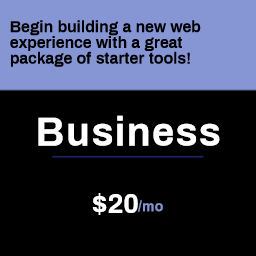 Begin building a new web
experience with a great
package of starter tools!
Business
$20/mo